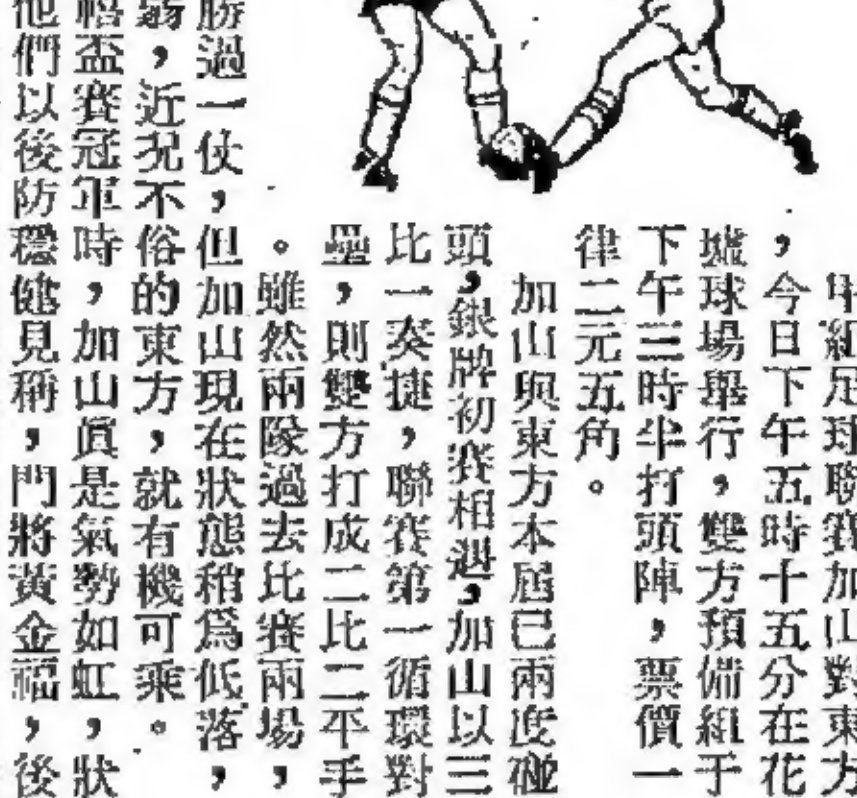 甲組足球聯賽加山對東方
，今日下午五時十五分在花
墟球場舉行，雙方預備組于
下午三時半打頭陣，票價一
律二元五角。
加山與東方本屆已兩度碰
頭，銀牌初賽相遇，加山以三
比一奏捷，聯賽第一循環對
壘，則雙方打成二比二平手
。雖然兩隊過去比賽兩場，
勝過一仗，但加山現在狀態稍爲低落，
弱，近況不俗的東方，就有機可乘。
盃賽冠軍時，加山眞是氣勢如虹，狀
他們以後防穩健見稱，門將黃金福，後